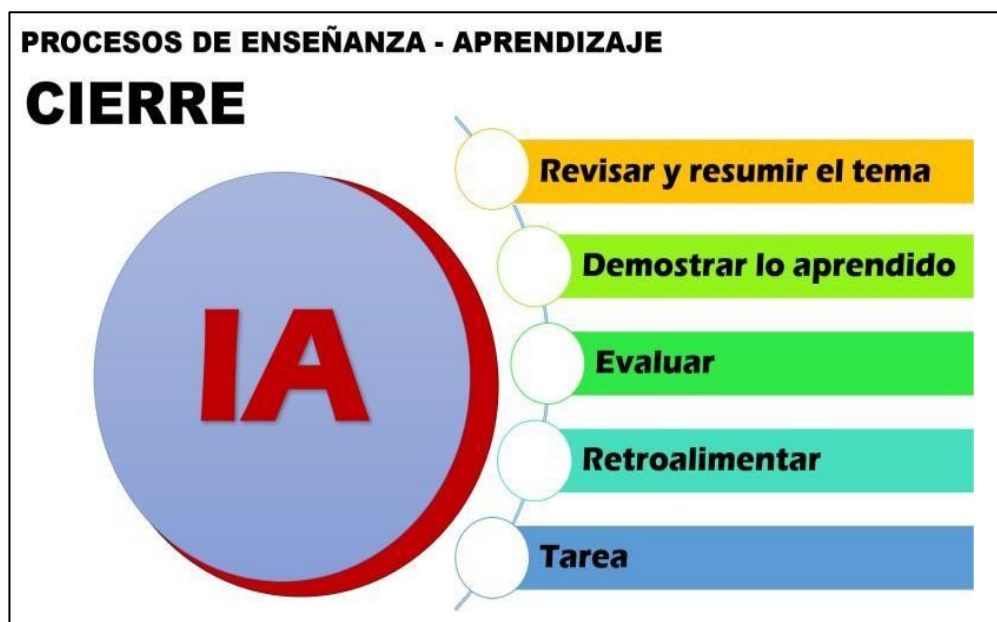 PROCESOS DE ENSEÑANZA - APRENDIZAJE
CIERRE
IA
Revisar y resumir el tema
Demostrar lo aprendido
Evaluar
Retroalimentar
Tarea